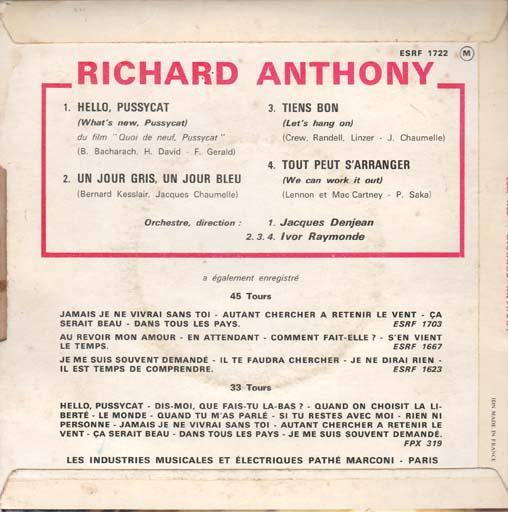 ESRF 1722 M
RICHARD ANTHONY
1. HELLO, PUSSYCAT
(What's new, Pussycat)
du film "Quoi de neuf, Pussycat"
(B. Bacharach, H. David - F. Gerald)
2. UN JOUR GRIS, UN JOUR BLEU
(Bernard Kesslair, Jacques Chaumelle)
3. TIENS BON
(Let's hang on)
(Crew, Randell, Linzer - J. Chaumelle)
4. TOUT PEUT S'ARRANGER
(We can work it out)
(Lennon et Mac Cartney - P. Saka)
Orchestre, direction : 1. Jacques Denjean
2. 3. 4. Ivor Raymonde
a également enregistré
45 Tours
JAMAIS JE NE VIVRAI SANS TOI - AUTANT CHERCHER A RETENIR LE VENT - ÇA
SERAIT BEAU - DANS TOUS LES PAYS. ESRF 1703
AU REVOIR MON AMOUR - EN ATTENDANT - COMMENT FAIT-ELLE ? - S'EN VIENT
LE TEMPS. ESRF 1667
JE ME SUIS SOUVENT DEMANDÉ - IL TE FAUDRA CHERCHER - JE NE DIRAI RIEN -
IL EST TEMPS DE COMPRENDRE. ESRF 1623
33 Tours
HELLO, PUSSYCAT - DIS-MOI, QUE FAIS-TU LA-BAS ? - QUAND ON CHOISIT LA LI-
BERTÉ - LE MONDE - QUAND TU M'AS PARLÉ - SI TU RESTES AVEC MOI - RIEN NI
PERSONNE - JAMAIS JE NE VIVRAI SANS TOI - AUTANT CHERCHER A RETENIR LE
VENT - ÇA SERAIT BEAU - DANS TOUS LES PAYS - JE ME SUIS SOUVENT DEMANDÉ.
FPX 319
LES INDUSTRIES MUSICALES ET ÉLECTRIQUES PATHÉ MARCONI - PARIS
IDN MADE IN FRANCE